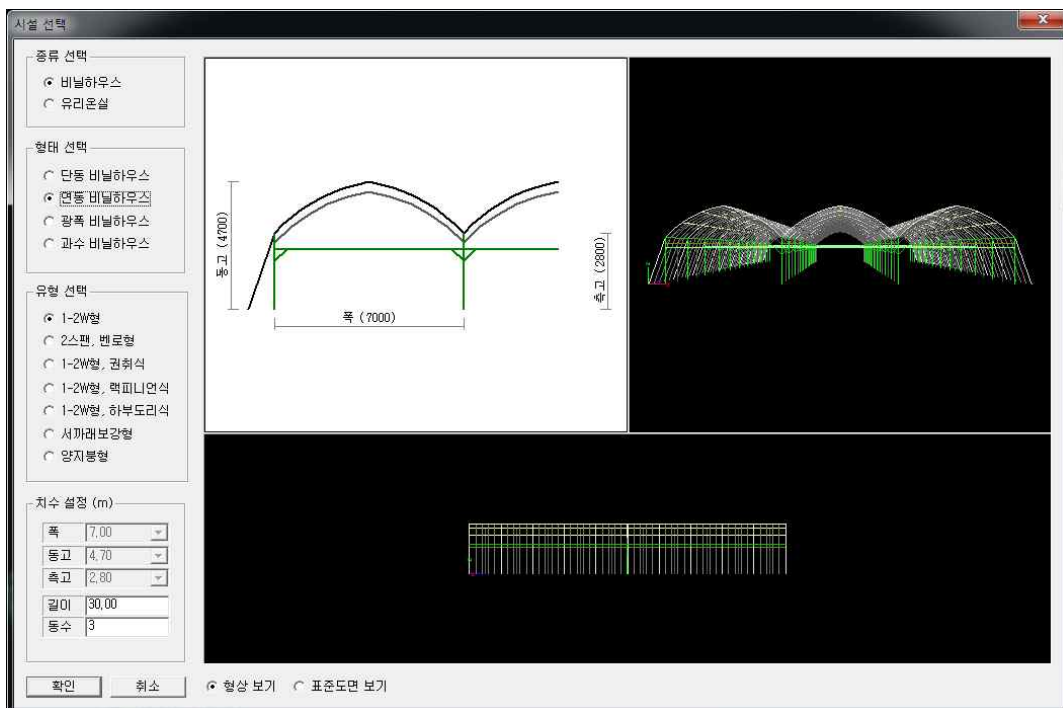 시설 선택
종류 선택
비닐하우스
유리온실
형태 선택
단동 비닐하우스
연동 비닐하우스
광폭 비닐하우스
과수 비닐하우스
유형 선택
1-2W형
2스팬, 벤로형
1-2W형, 권취식
1-2W형, 랙피니언식
1-2W형, 하부도리식
서까래보강형
양지붕형
치수 설정 (m)
폭 7,00
동고 4,70
측고 2,80
길이 30,00
동수 3
확인 취소
동고 (4700)
폭 (7000)
측고 (2800)
형상 보기 표준도면 보기